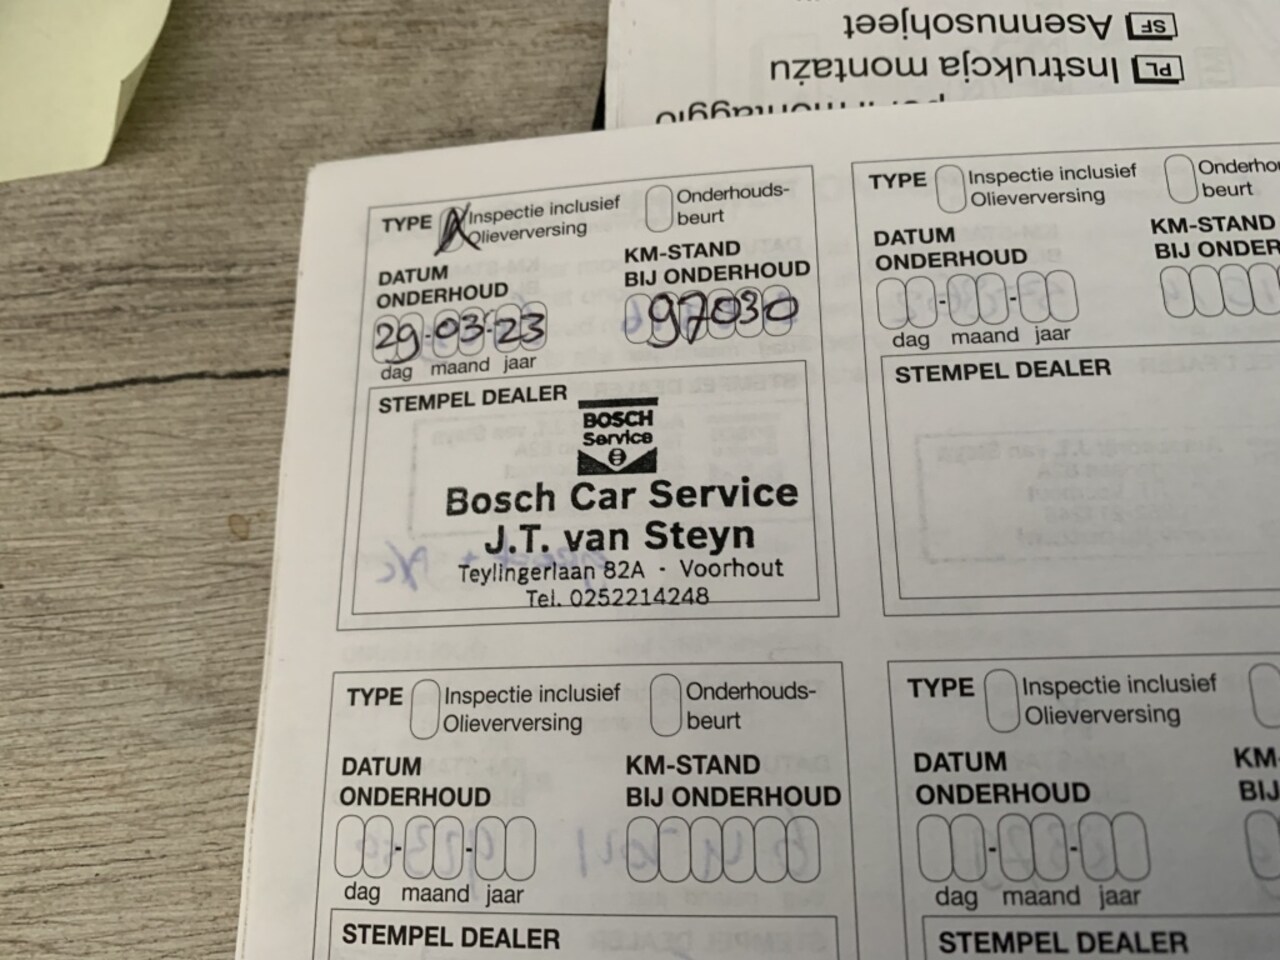 SF Asennusohjeet
PL Instrukcja montażu
per il montaggio
TYPE X Inspectie inclusief Olieverversing
Onderhouds-
beurt
DATUM
ONDERHOUD
29-03-23
dag maand jaar
KM-STAND
BIJ ONDERHOUD
97030
STEMPEL DEALER
BOSCH
Service
Bosch Car Service
J.T. van Steyn
Teylingerlaan 82A - Voorhout
Tel. 0252214248
TYPE Inspectie inclusief
Olieverversing
Onderhou
beurt
DATUM
ONDERHOUD
dag maand jaar
KM-STAND
BIJ ONDER
STEMPEL DEALER
TYPE Inspectie inclusief
Olieverversing
Onderhouds-
beurt
DATUM
ONDERHOUD
dag maand jaar
KM-STAND
BIJ ONDERHOUD
STEMPEL DEALER
TYPE Inspectie inclusief
Olieverversing
DATUM
ONDERHOUD
dag maand jaar
KM-
BIJ
STEMPEL DEALER